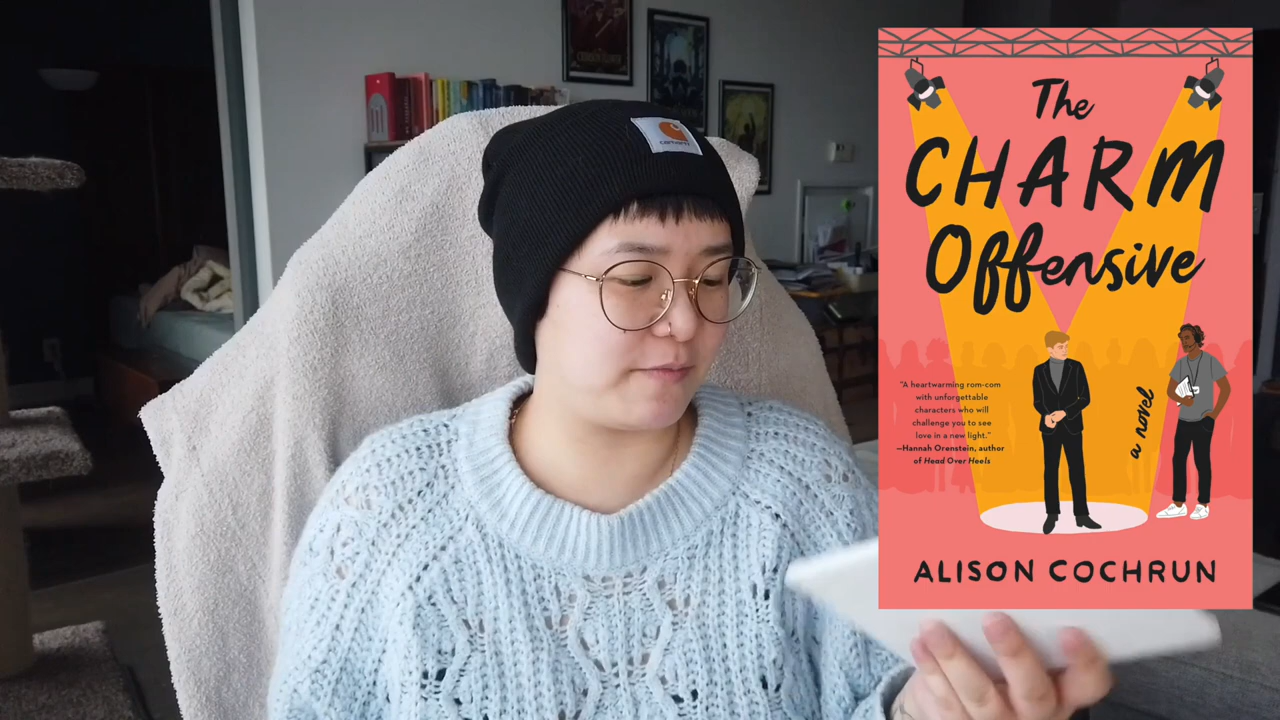 carhartt
The
CHARM
Offensive
"A heartwarming rom-com
with unforgettable
characters who will
challenge you to see
love in a new light."
—Hannah Orenstein, author
of Head Over Heels
a novel
ALISON COCHRUN